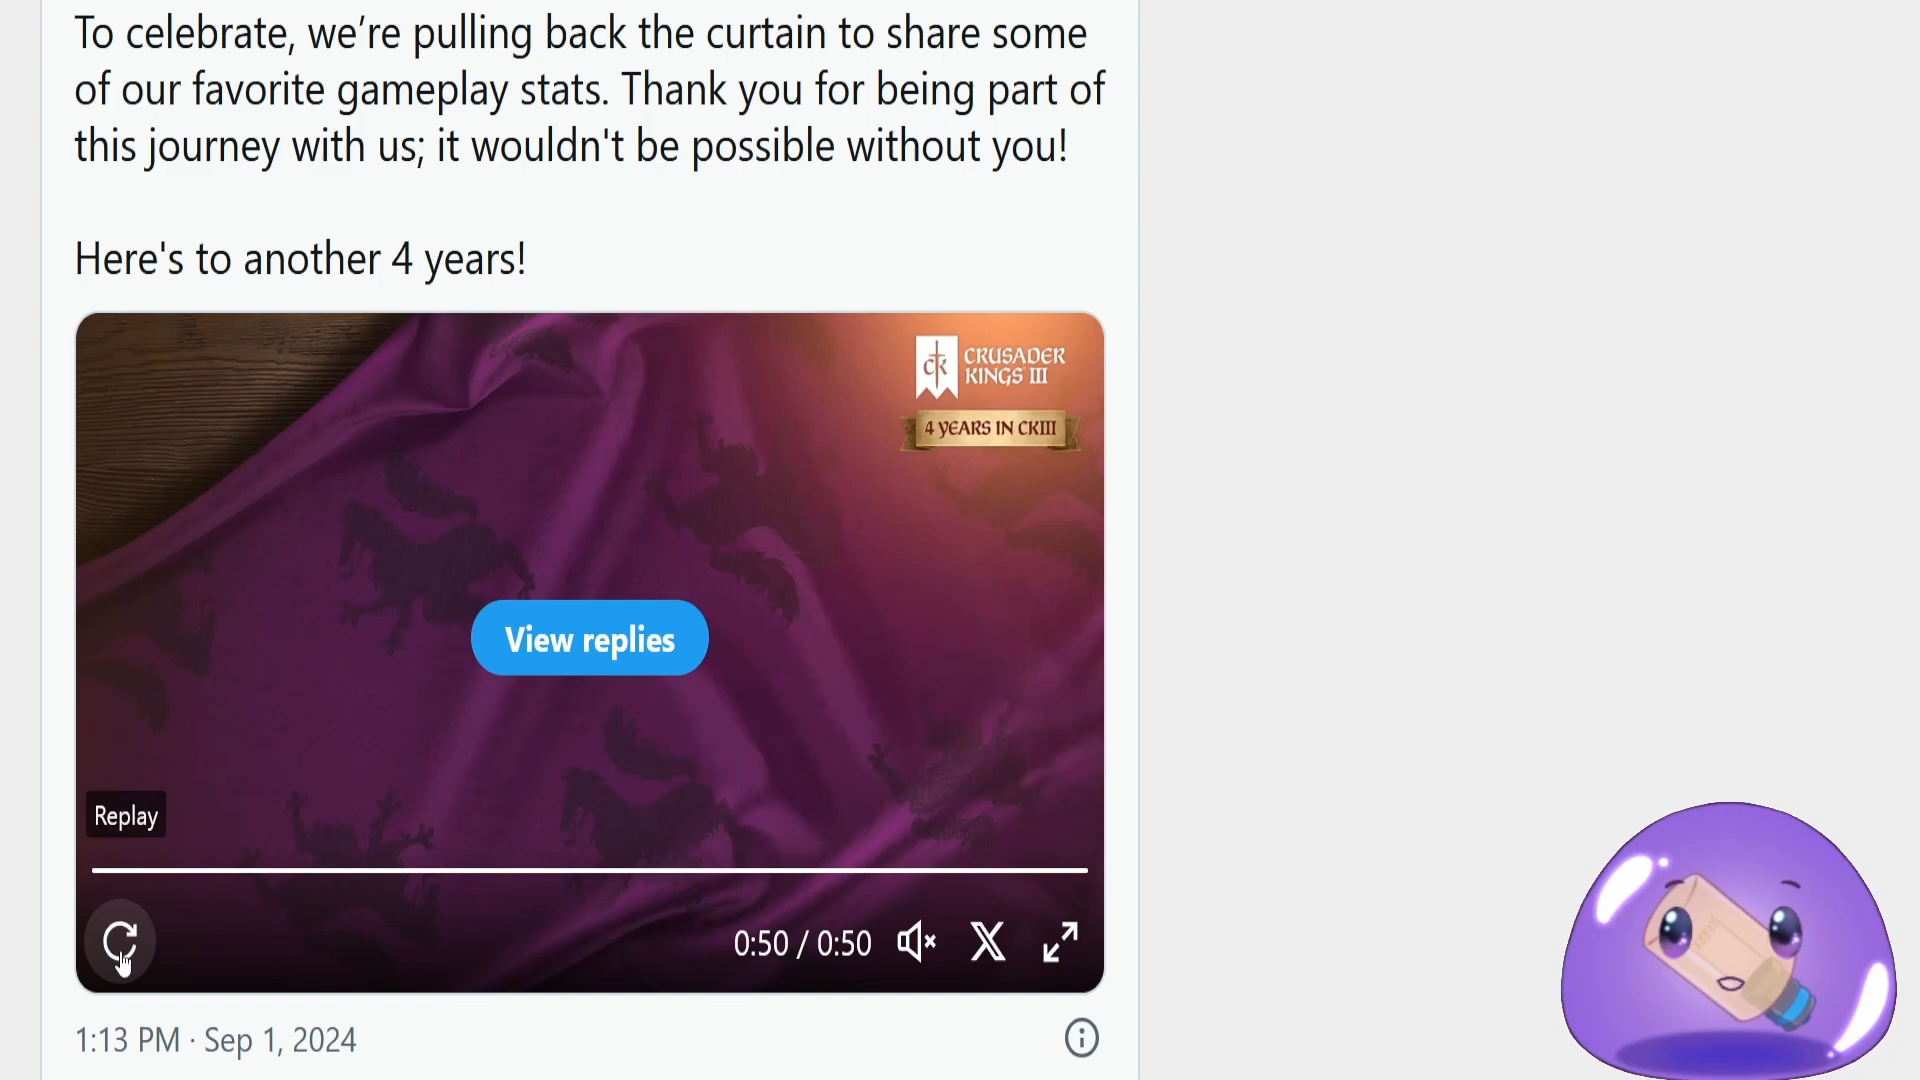 To celebrate, we’re pulling back the curtain to share some
of our favorite gameplay stats. Thank you for being part of
this journey with us; it wouldn't be possible without you!
Here's to another 4 years!
CRUSADER
KINGS III
4 YEARS IN CKIII
View replies
Replay
0:50 / 0:50
1:13 PM · Sep 1, 2024